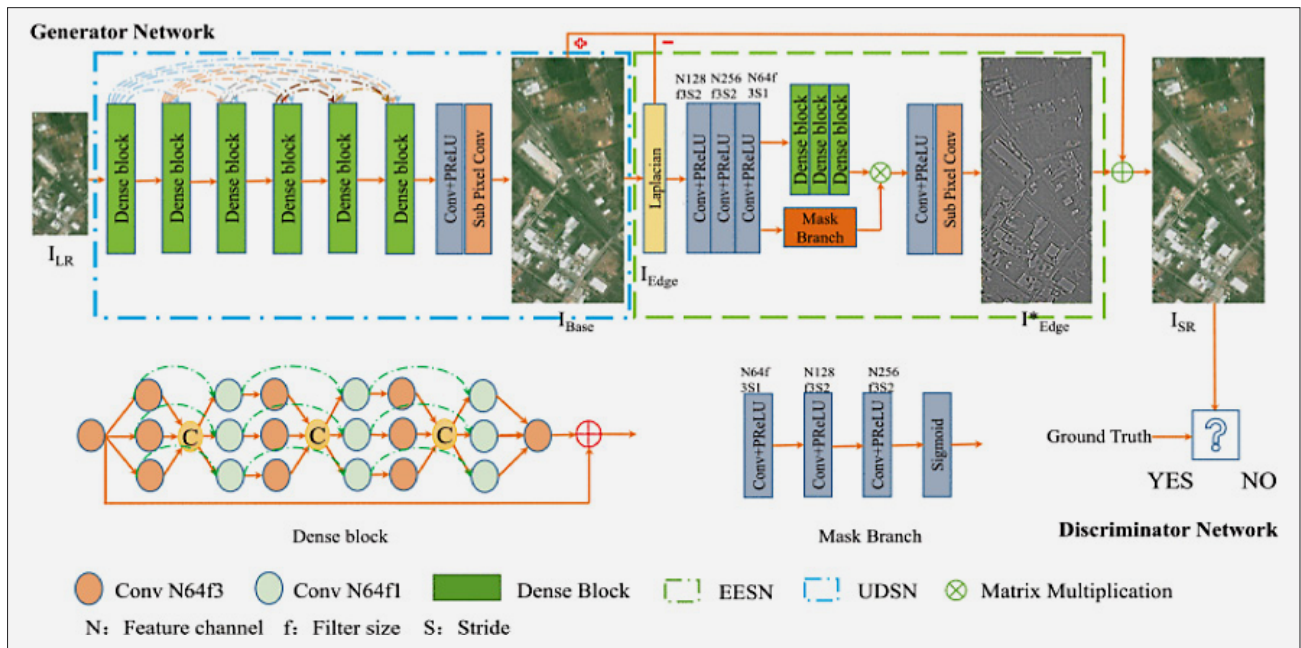 Generator Network
I_LR
Dense block
Dense block
Dense block
Dense block
Dense block
Dense block
Conv+PReLU
Sub Pixel Conv
I_Base
+
−
Laplacian
I_Edge
N128 N256 N64f
f3S2 f3S2 3S1
Conv+PReLU
Conv+PReLU
Conv+PReLU
Dense block
Dense block
Dense block
Mask
Branch
Conv+PReLU
Sub Pixel Conv
I*_Edge
I_SR
C
C
C
Dense block
N64f
3S1
N128
f3S2
N256
f3S2
Conv+PReLU
Conv+PReLU
Conv+PReLU
Sigmoid
Mask Branch
Ground Truth
?
YES NO
Discriminator Network
Conv N64f3
Conv N64f1
Dense Block
EESN
UDSN
Matrix Multiplication
N: Feature channel f: Filter size S: Stride